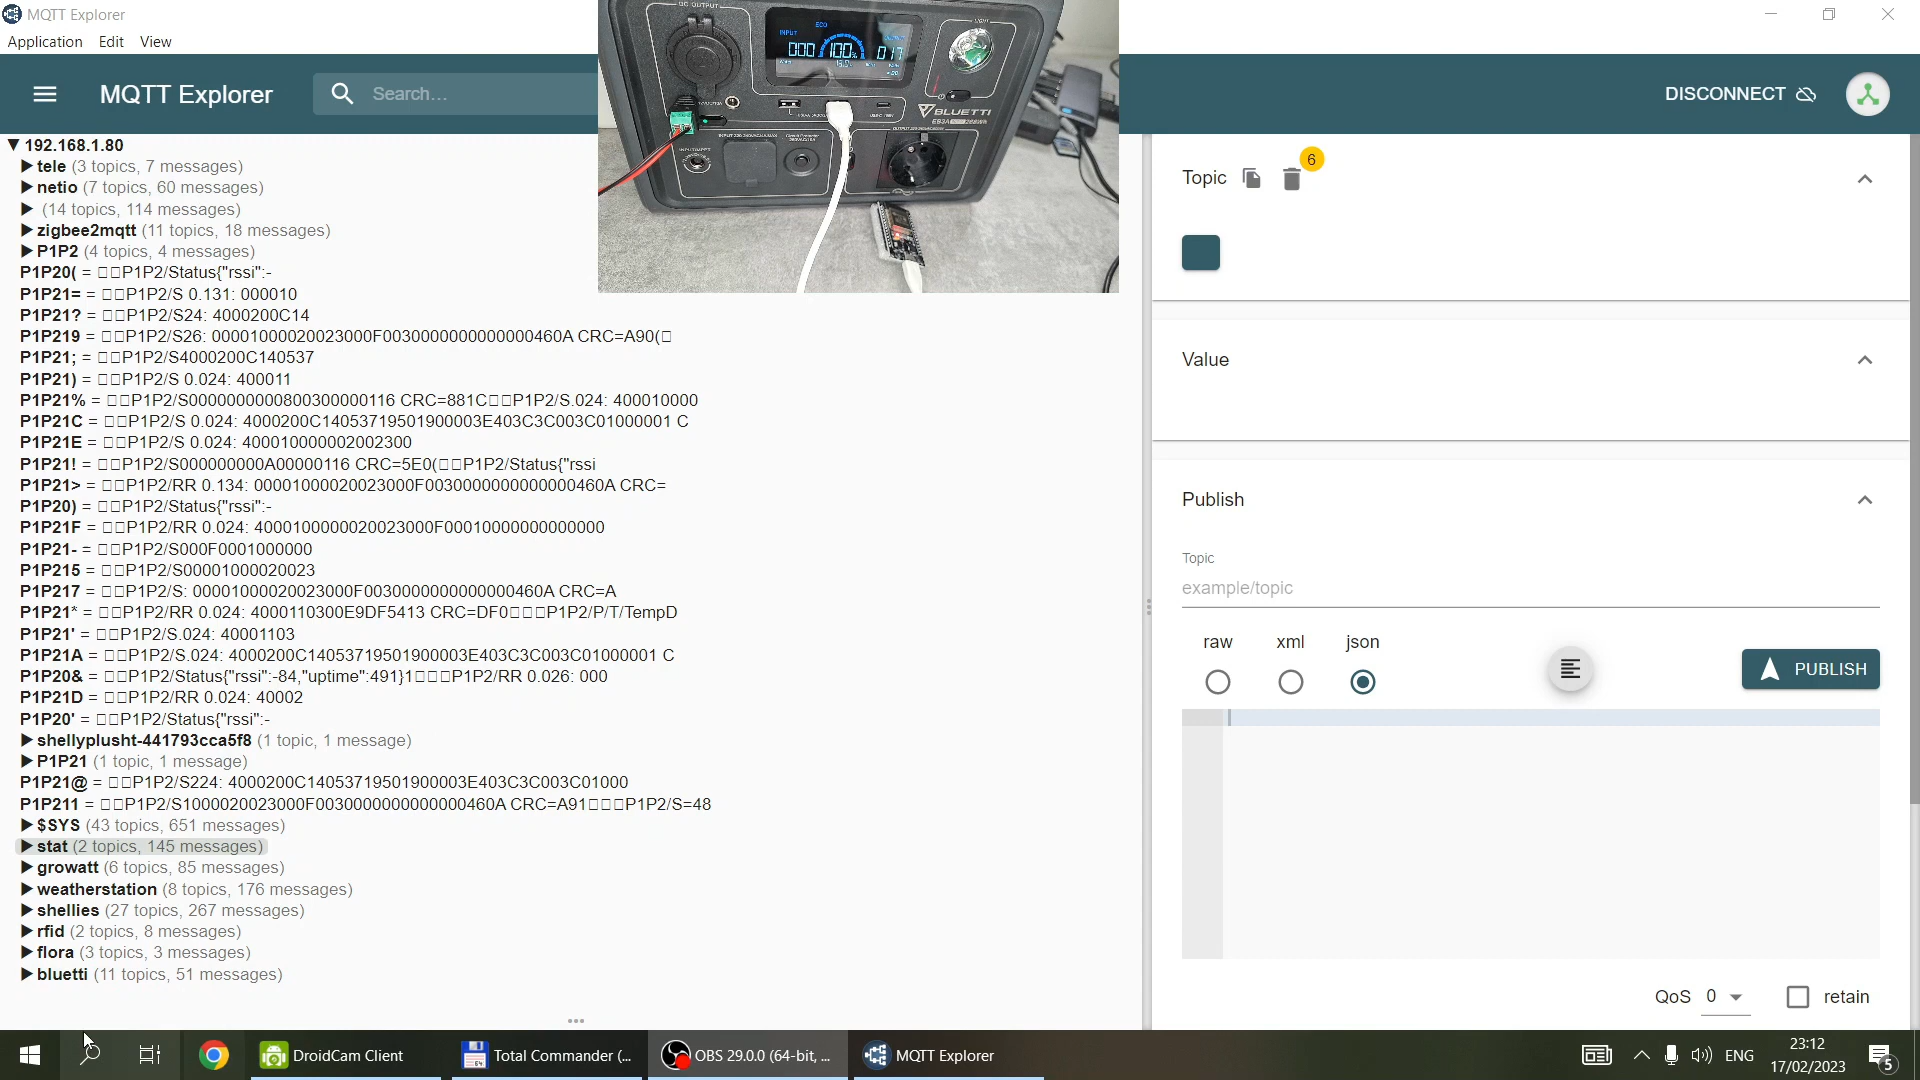 MQTT Explorer
Application Edit View
MQTT Explorer
Search...
DISCONNECT
DC OUTPUT
ECO
INPUT
000
100
017
LIGHT
BLUETTI
EB3A
▼ 192.168.1.80
▶ tele (3 topics, 7 messages)
▶ netio (7 topics, 60 messages)
▶ (14 topics, 114 messages)
▶ zigbee2mqtt (11 topics, 18 messages)
▶ P1P2 (4 topics, 4 messages)
P1P20( = □□P1P2/Status{"rssi":-
P1P21= = □□P1P2/S 0.131: 000010
P1P21? = □□P1P2/S24: 4000200C14
P1P219 = □□P1P2/S26: 00001000020023000F0030000000000000460A CRC=A90(□
P1P21; = □□P1P2/S4000200C140537
P1P21) = □□P1P2/S 0.024: 400011
P1P21% = □□P1P2/S0000000000800300000116 CRC=881C□□P1P2/S.024: 400010000
P1P21C = □□P1P2/S 0.024: 4000200C14053719501900003E403C3C003C01000001 C
P1P21E = □□P1P2/S 0.024: 400010000002002300
P1P21! = □□P1P2/S000000000A00000116 CRC=5E0(□□P1P2/Status{"rssi
P1P21> = □□P1P2/RR 0.134: 00001000020023000F0030000000000000460A CRC=
P1P20) = □□P1P2/Status{"rssi":-
P1P21F = □□P1P2/RR 0.024: 4000100000020023000F00010000000000000
P1P21- = □□P1P2/S000F0001000000
P1P215 = □□P1P2/S00001000020023
P1P217 = □□P1P2/S: 00001000020023000F0030000000000000460A CRC=A
P1P21* = □□P1P2/RR 0.024: 4000110300E9DF5413 CRC=DF0□□□P1P2/P/T/TempD
P1P21' = □□P1P2/S.024: 40001103
P1P21A = □□P1P2/S.024: 4000200C14053719501900003E403C3C003C01000001 C
P1P20& = □□P1P2/Status{"rssi":-84,"uptime":491}1□□□P1P2/RR 0.026: 000
P1P21D = □□P1P2/RR 0.024: 40002
P1P20' = □□P1P2/Status{"rssi":-
▶ shellyplusht-441793cca5f8 (1 topic, 1 message)
▶ P1P21 (1 topic, 1 message)
P1P21@ = □□P1P2/S224: 4000200C14053719501900003E403C3C003C01000
P1P211 = □□P1P2/S1000020023000F0030000000000000460A CRC=A91□□□P1P2/S=48
▶ $SYS (43 topics, 651 messages)
▶ stat (2 topics, 145 messages)
▶ growatt (6 topics, 85 messages)
▶ weatherstation (8 topics, 176 messages)
▶ shellies (27 topics, 267 messages)
▶ rfid (2 topics, 8 messages)
▶ flora (3 topics, 3 messages)
▶ bluetti (11 topics, 51 messages)
Topic
6
Value
Publish
Topic
example/topic
raw xml json
PUBLISH
QoS 0 retain
DroidCam Client
Total Commander (...
OBS 29.0.0 (64-bit, ...
MQTT Explorer
ENG
23:12
17/02/2023
5